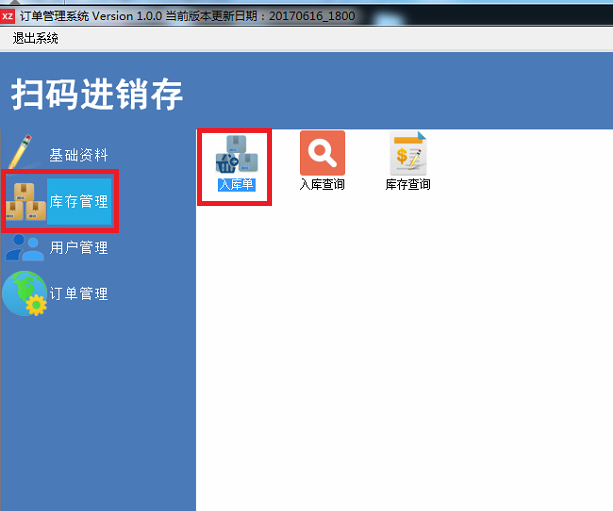 XZ 订单管理系统 Version 1.0.0 当前版本更新日期：20170616_1800
退出系统
扫码进销存
基础资料
库存管理
用户管理
订单管理
入库单 入库查询 库存查询